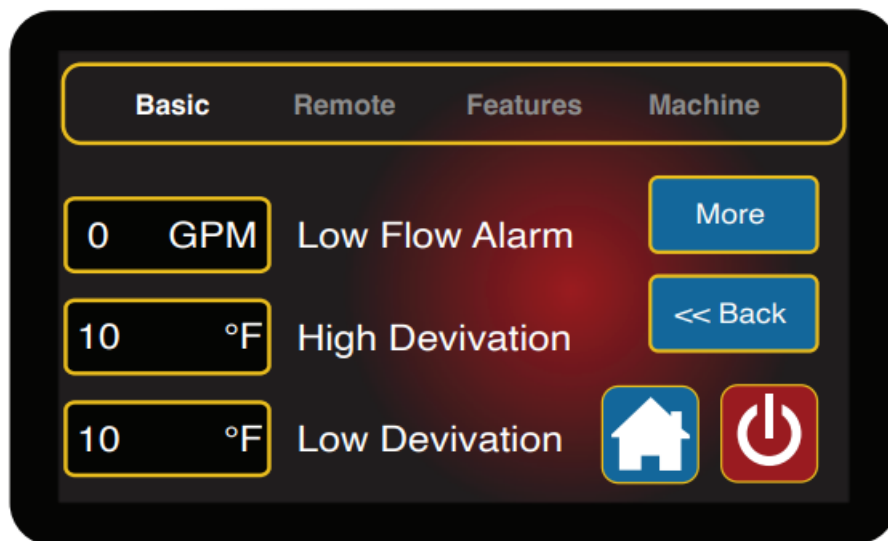 Basic Remote Features Machine
0 GPM Low Flow Alarm
More
<< Back
10 °F High Devivation
10 °F Low Devivation